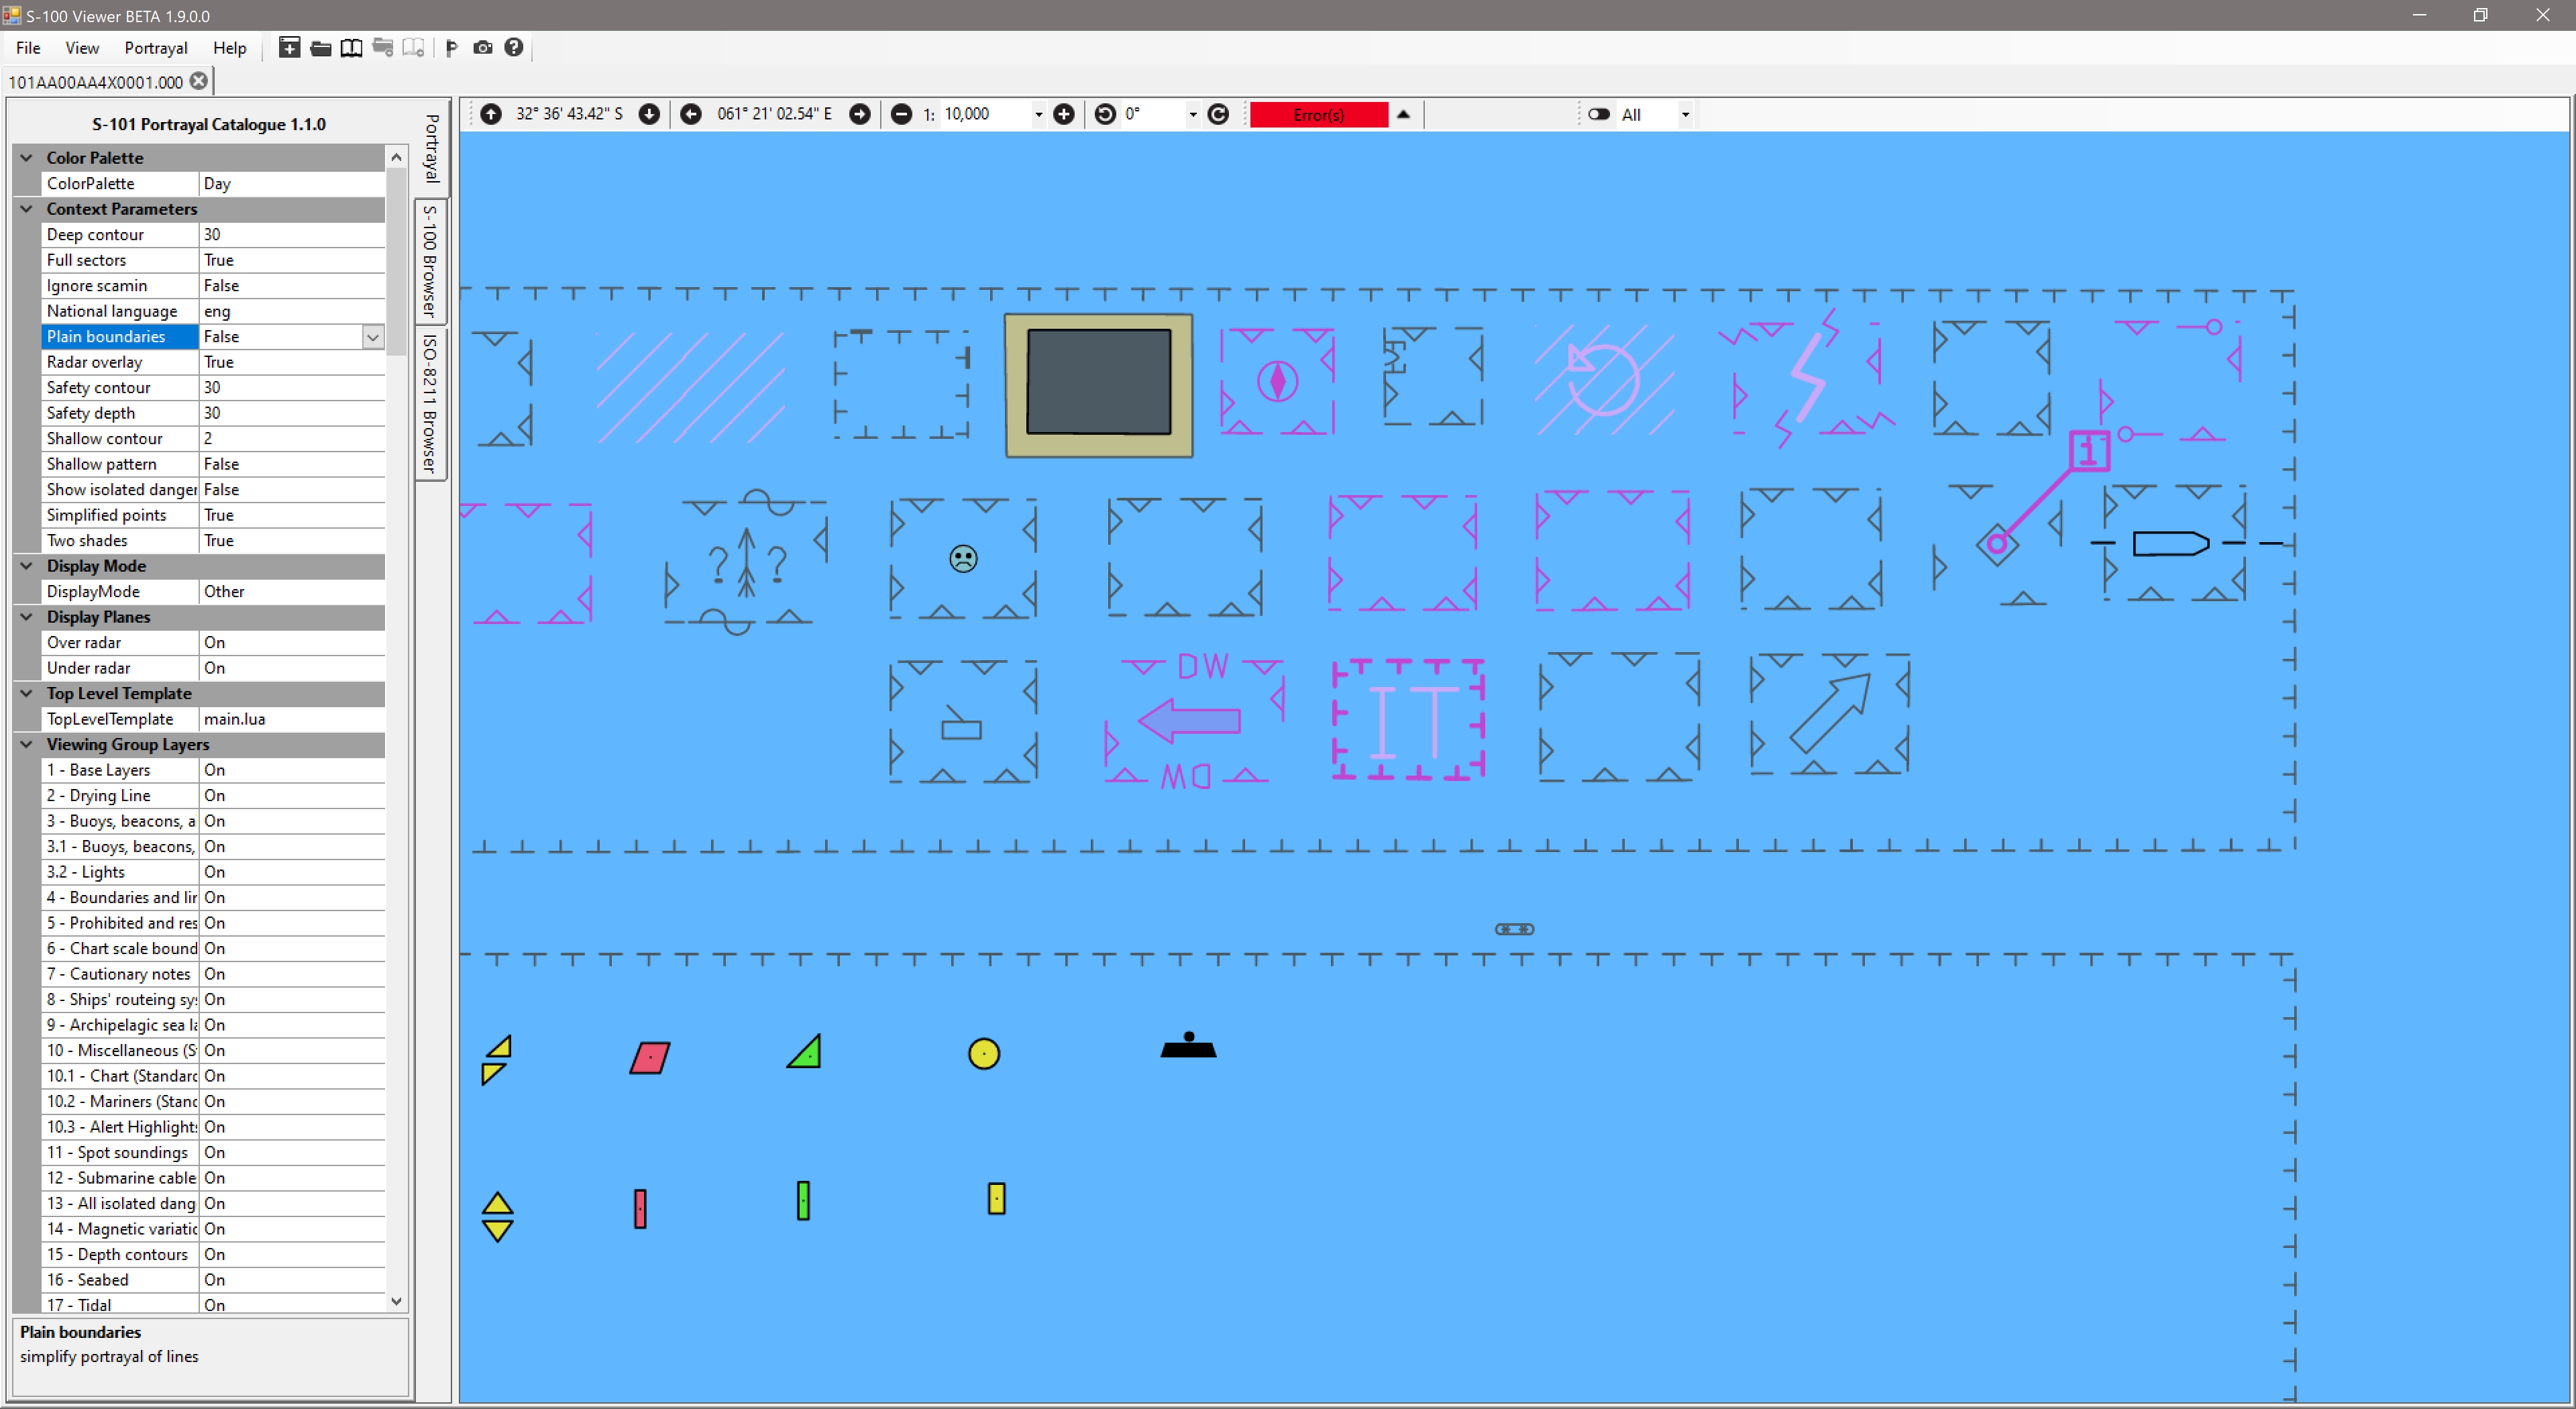 S-100 Viewer BETA 1.9.0.0
File View Portrayal Help
101AA00AA4X0001.000
S-101 Portrayal Catalogue 1.1.0
Color Palette
ColorPalette Day
Context Parameters
Deep contour 30
Full sectors True
Ignore scamin False
National language eng
Plain boundaries False
Radar overlay True
Safety contour 30
Safety depth 30
Shallow contour 2
Shallow pattern False
Show isolated danger False
Simplified points True
Two shades True
Display Mode
DisplayMode Other
Display Planes
Over radar On
Under radar On
Top Level Template
TopLevelTemplate main.lua
Viewing Group Layers
1 - Base Layers On
2 - Drying Line On
3 - Buoys, beacons, a On
3.1 - Buoys, beacons, On
3.2 - Lights On
4 - Boundaries and lir On
5 - Prohibited and res On
6 - Chart scale bound On
7 - Cautionary notes On
8 - Ships' routeing sy On
9 - Archipelagic sea la On
10 - Miscellaneous (S On
10.1 - Chart (Standard On
10.2 - Mariners (Stand On
10.3 - Alert Highlight On
11 - Spot soundings On
12 - Submarine cable On
13 - All isolated dang On
14 - Magnetic variatic On
15 - Depth contours On
16 - Seabed On
17 - Tidal On
Plain boundaries
simplify portrayal of lines
Portrayal
S-100 Browser
ISO-8211 Browser
32° 36' 43.42" S
061° 21' 02.54" E
1: 10,000
0°
Error(s)
All
i
? ?
DW
DW
IT